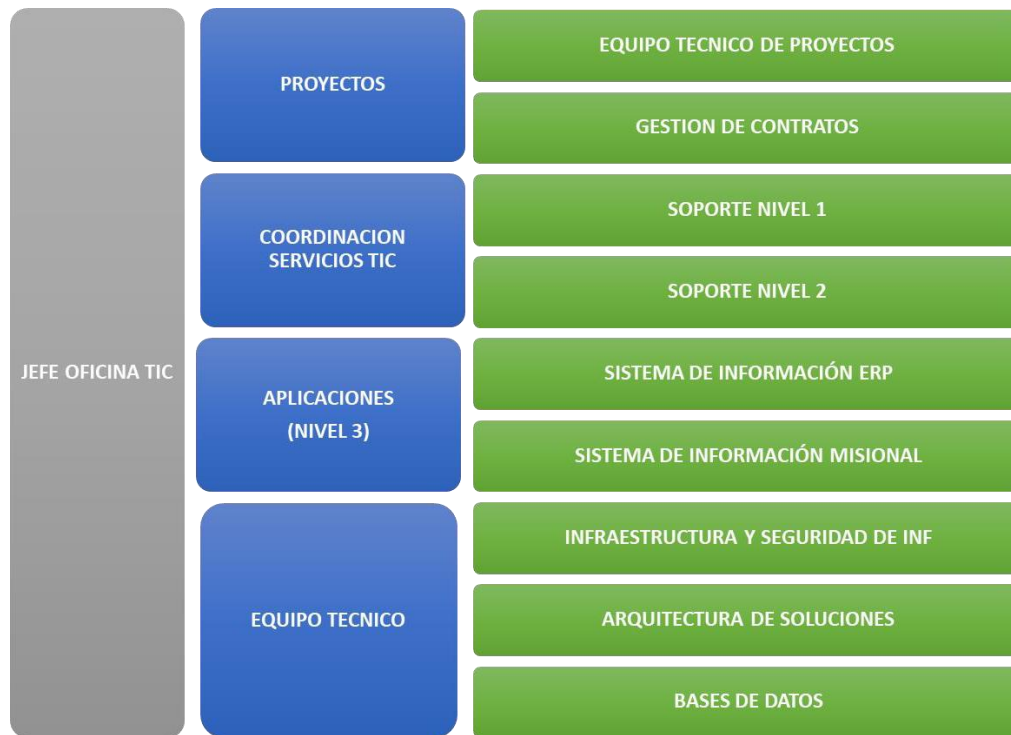 JEFE OFICINA TIC
PROYECTOS
EQUIPO TECNICO DE PROYECTOS
GESTION DE CONTRATOS
COORDINACION
SERVICIOS TIC
SOPORTE NIVEL 1
SOPORTE NIVEL 2
APLICACIONES
(NIVEL 3)
SISTEMA DE INFORMACIÓN ERP
SISTEMA DE INFORMACIÓN MISIONAL
EQUIPO TECNICO
INFRAESTRUCTURA Y SEGURIDAD DE INF
ARQUITECTURA DE SOLUCIONES
BASES DE DATOS